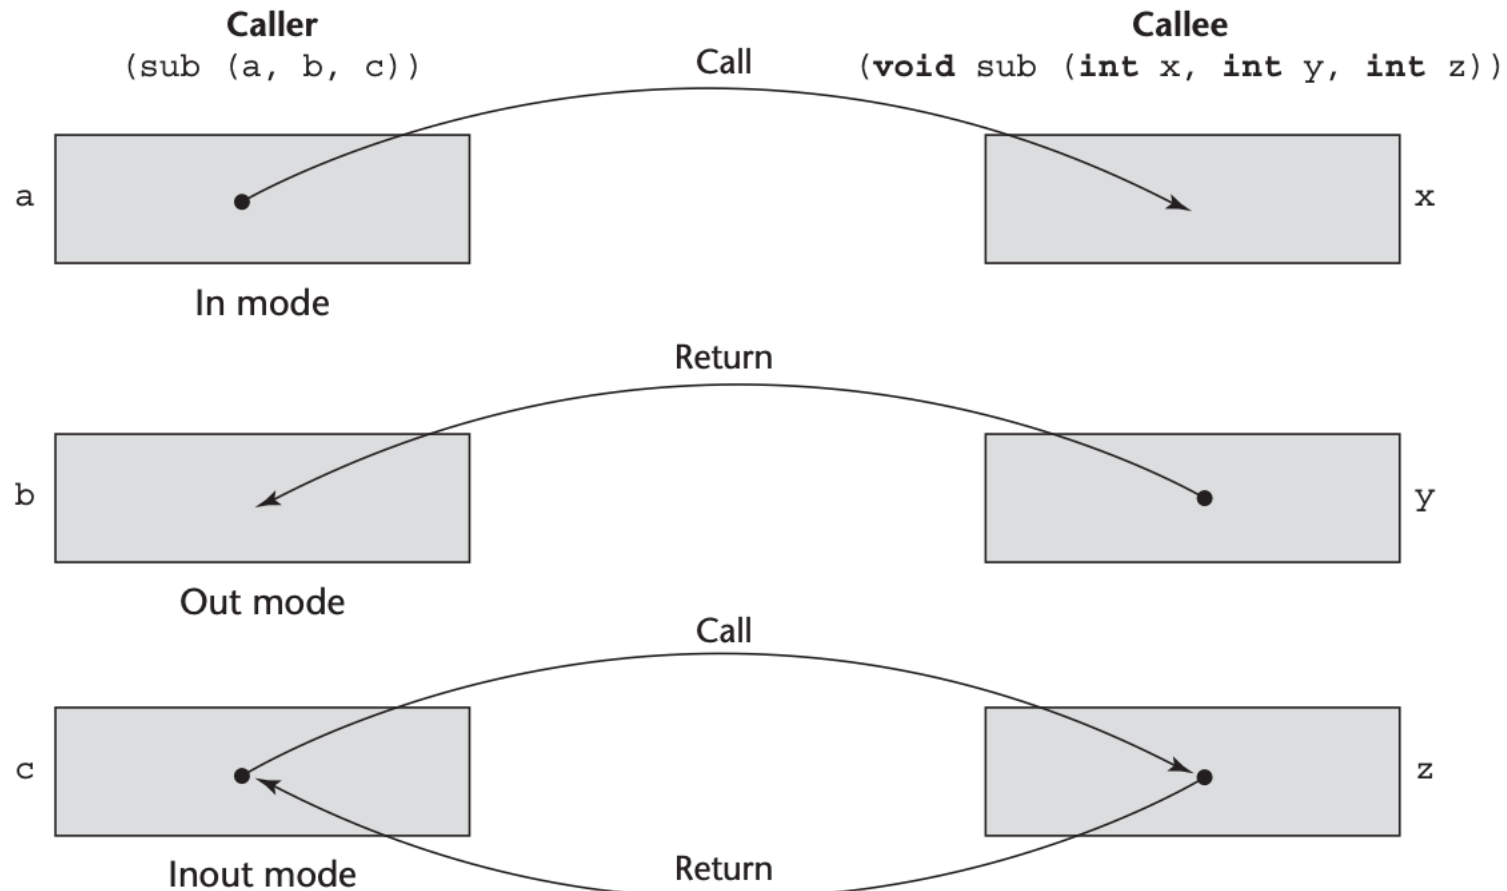 Caller
Callee
(sub (a, b, c))
Call
(void sub (int x, int y, int z))
a
x
In mode
Return
b
y
Out mode
Call
c
z
Inout mode
Return